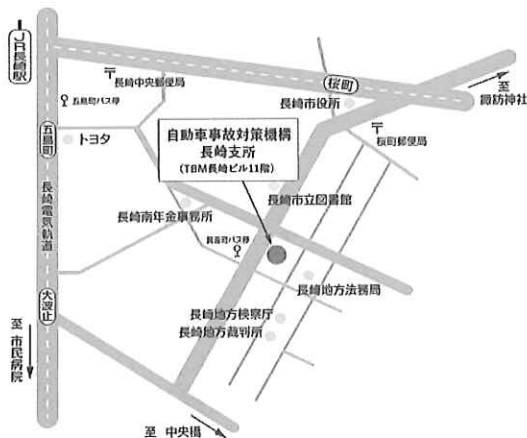 JR長崎駅
長崎中央郵便局
五島町バス停
五島町
トヨタ
桜町
長崎市役所
至
諏訪神社
桜町郵便局
自動車事故対策機構
長崎支所
(TBM長崎ビル11階)
長崎市立図書館
長崎南年金事務所
長崎電気軌道
大波止
長崎地方法務局
長崎地方検察庁
長崎地方裁判所
至 市民病院
至 中央橋